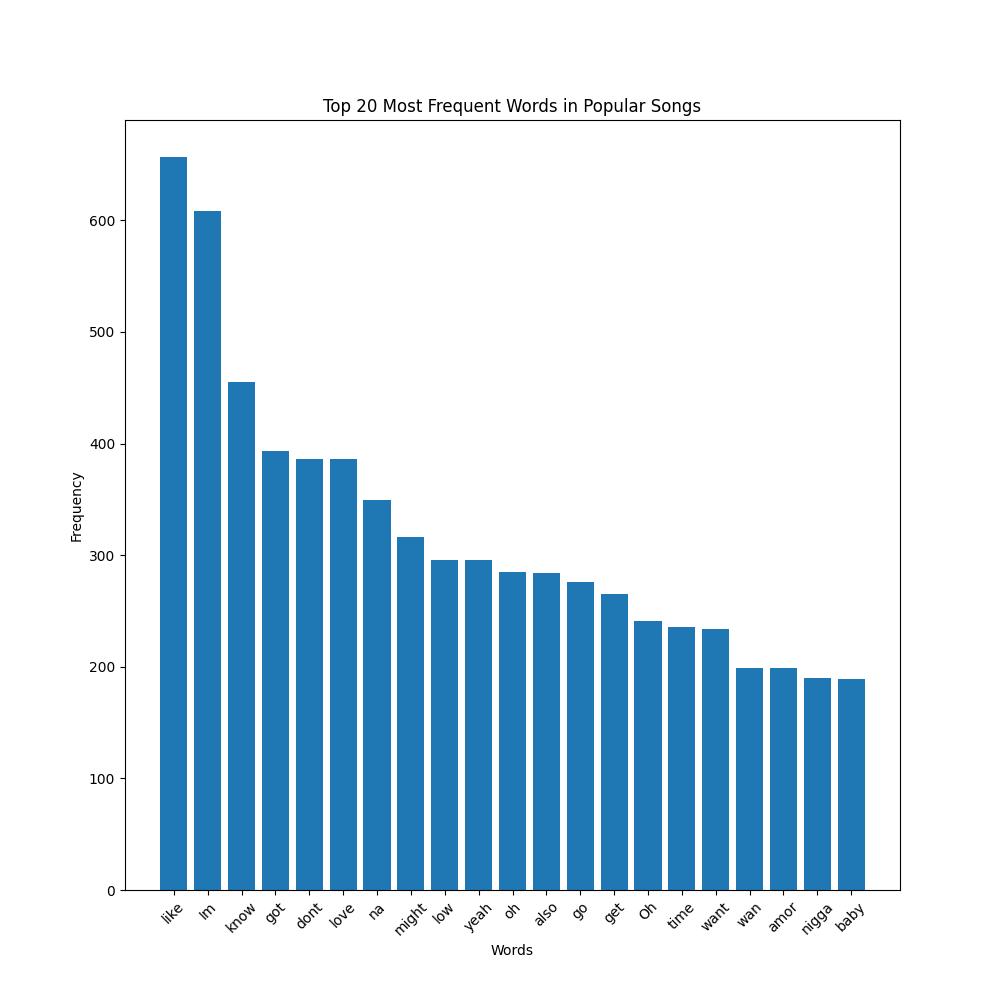 Top 20 Most Frequent Words in Popular Songs
600
500
400
300
200
100
0
Frequency
like Im know got dont love na might low yeah oh also go get Oh time want wan amor nigga baby
Words